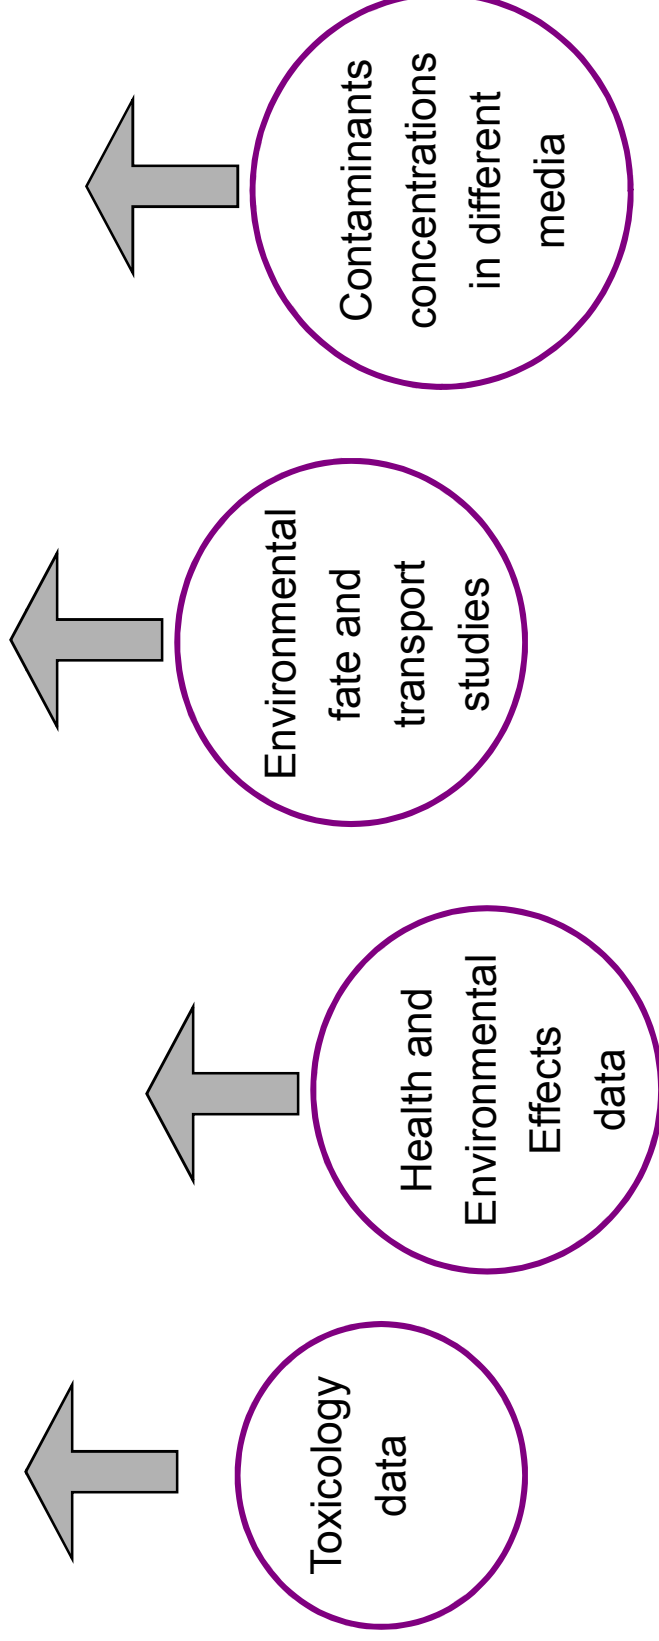 Toxicology
data
Health and
Environmental
Effects
data
Environmental
fate and
transport
studies
Contaminants
concentrations
in different
media